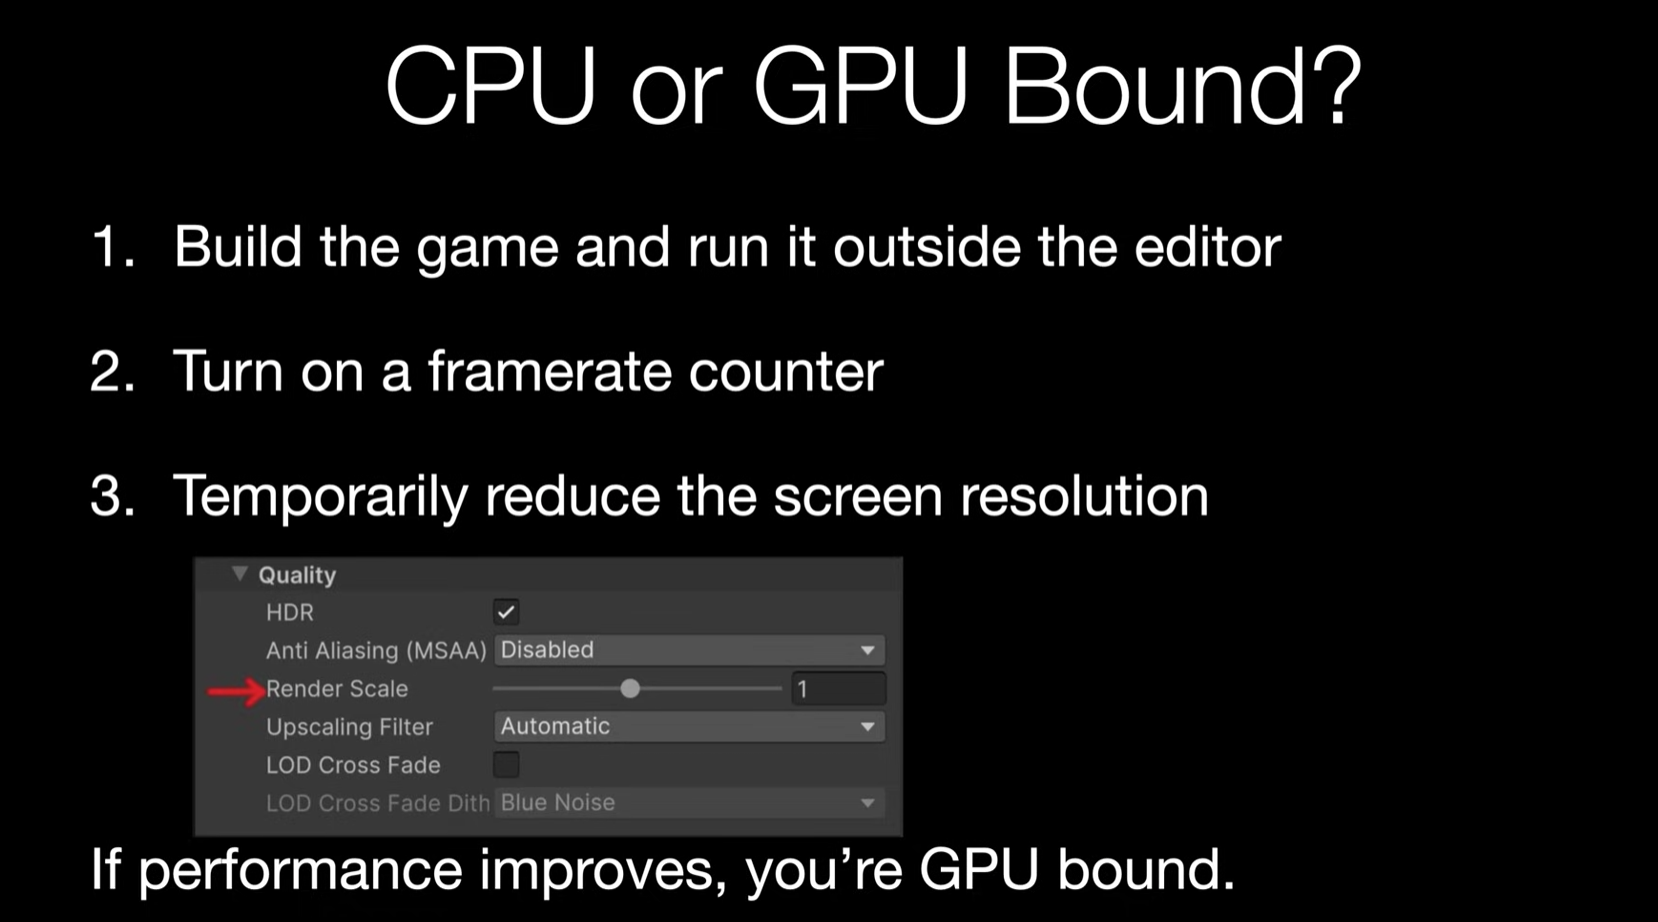 CPU or GPU Bound?
1. Build the game and run it outside the editor
2. Turn on a framerate counter
3. Temporarily reduce the screen resolution
Quality
HDR
Anti Aliasing (MSAA) Disabled
Render Scale 1
Upscaling Filter Automatic
LOD Cross Fade
LOD Cross Fade Dith Blue Noise
If performance improves, you’re GPU bound.